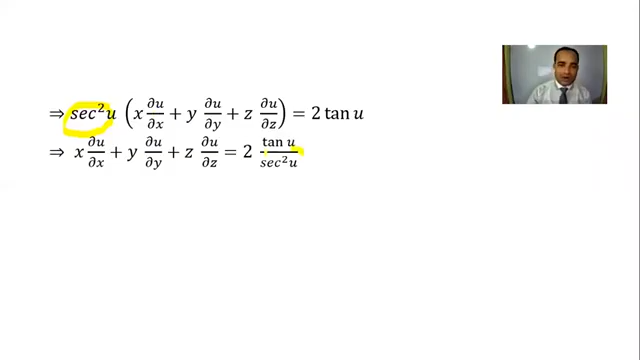 ⇒ sec²u (x ∂u/∂x + y ∂u/∂y + z ∂u/∂z) = 2 tan u
⇒ x ∂u/∂x + y ∂u/∂y + z ∂u/∂z = 2 tan u/sec²u